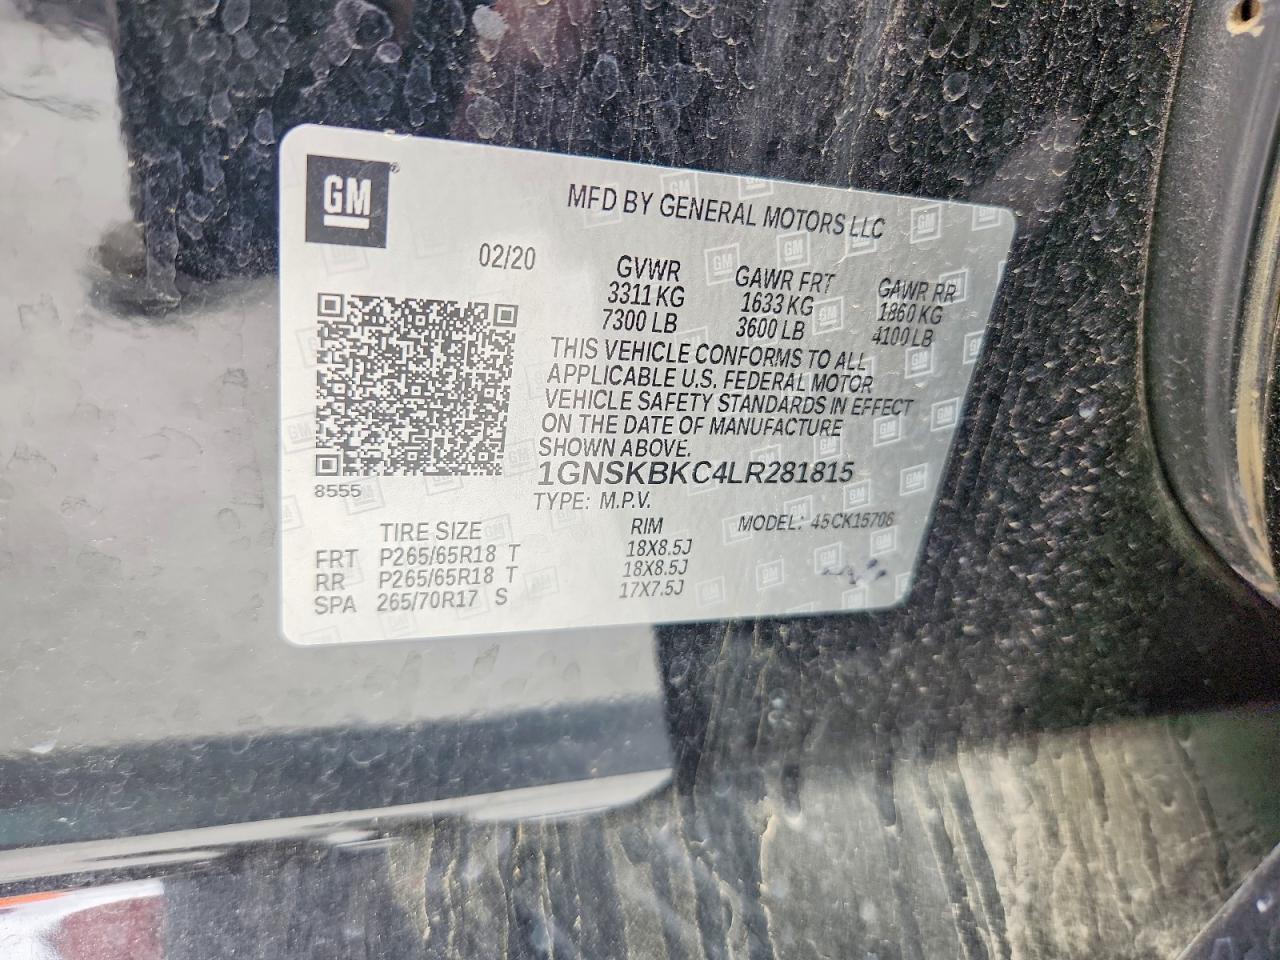 GM®
MFD BY GENERAL MOTORS LLC
02/20
GVWR GAWR FRT GAWR RR
3311 KG 1633 KG 1860 KG
7300 LB 3600 LB 4100 LB
THIS VEHICLE CONFORMS TO ALL
APPLICABLE U.S. FEDERAL MOTOR
VEHICLE SAFETY STANDARDS IN EFFECT
ON THE DATE OF MANUFACTURE
SHOWN ABOVE.
8555
1GNSKBKC4LR281815
TYPE: M.P.V.
MODEL: 45CK15706
TIRE SIZE RIM
FRT P265/65R18 T 18X8.5J
RR P265/65R18 T 18X8.5J
SPA 265/70R17 S 17X7.5J